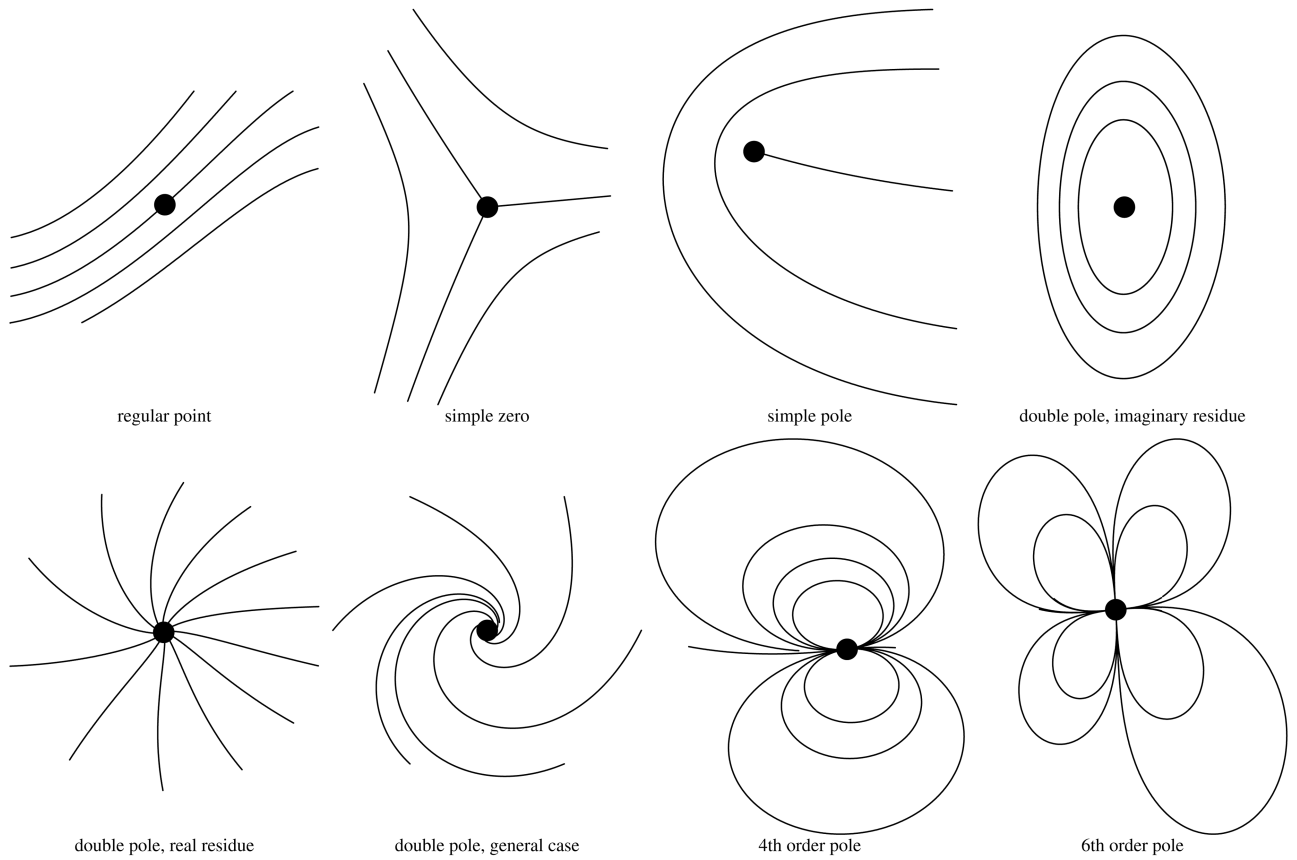 regular point
simple zero
simple pole
double pole, imaginary residue
double pole, real residue
double pole, general case
4th order pole
6th order pole